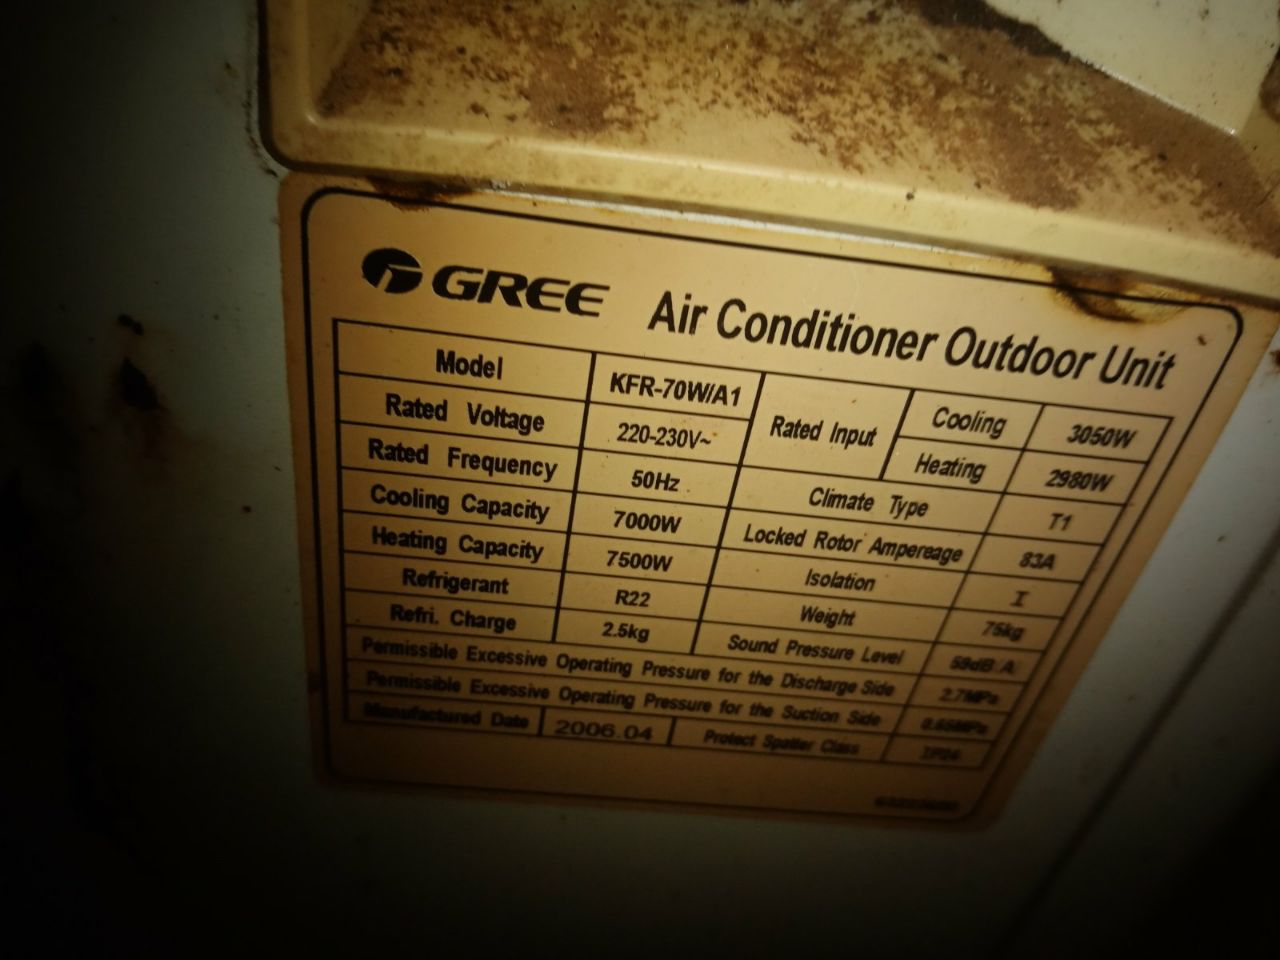 GREE Air Conditioner Outdoor Unit
Model KFR-70W/A1
Rated Voltage 220-230V~
Rated Frequency 50Hz
Cooling Capacity 7000W
Heating Capacity 7500W
Refrigerant R22
Refri. Charge 2.5kg
Rated Input Cooling 3050W
Heating 2980W
Climate Type T1
Locked Rotor Ampereage 83A
Isolation I
Weight 75kg
Sound Pressure Level 59dB A
Permissible Excessive Operating Pressure for the Discharge Side 2.7MPa
Permissible Excessive Operating Pressure for the Suction Side
Manufactured Date 2006.04 Protect Spatter Class IP24